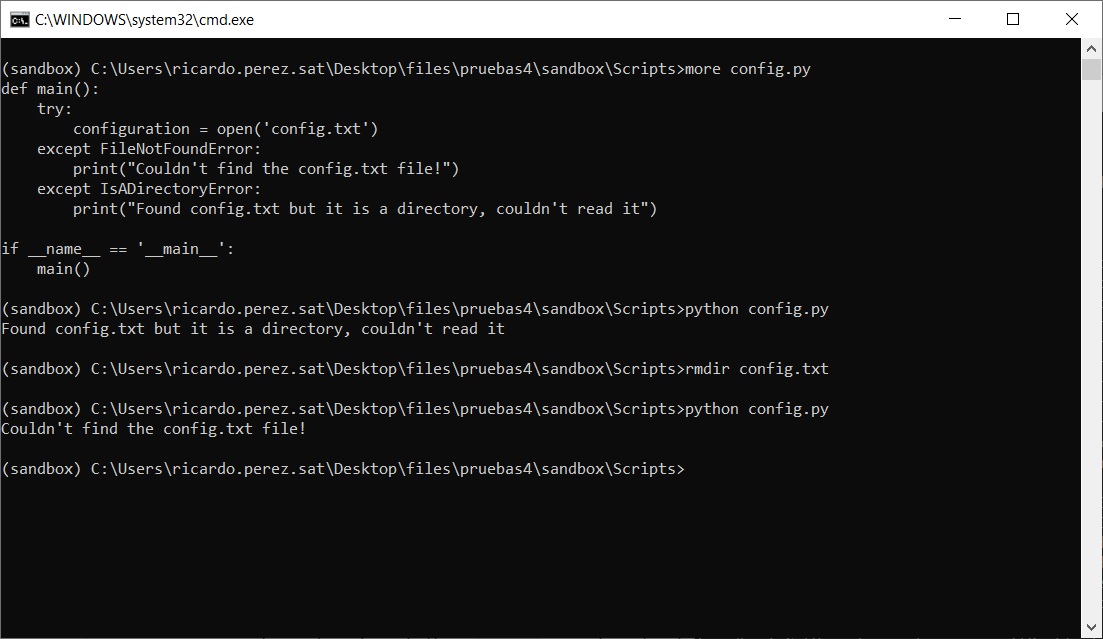 C:\WINDOWS\system32\cmd.exe
(sandbox) C:\Users\ricardo.perez.sat\Desktop\files\pruebas4\sandbox\Scripts>more config.py
def main():
    try:
        configuration = open('config.txt')
    except FileNotFoundError:
        print("Couldn't find the config.txt file!")
    except IsADirectoryError:
        print("Found config.txt but it is a directory, couldn't read it")

if __name__ == '__main__':
    main()

(sandbox) C:\Users\ricardo.perez.sat\Desktop\files\pruebas4\sandbox\Scripts>python config.py
Found config.txt but it is a directory, couldn't read it

(sandbox) C:\Users\ricardo.perez.sat\Desktop\files\pruebas4\sandbox\Scripts>rmdir config.txt

(sandbox) C:\Users\ricardo.perez.sat\Desktop\files\pruebas4\sandbox\Scripts>python config.py
Couldn't find the config.txt file!

(sandbox) C:\Users\ricardo.perez.sat\Desktop\files\pruebas4\sandbox\Scripts>